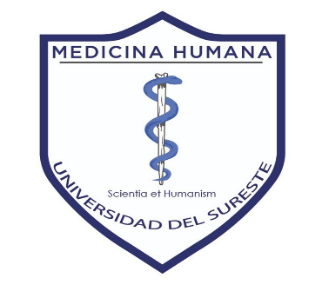 MEDICINA HUMANA
Scientia et Humanism
UNIVERSIDAD DEL SURESTE